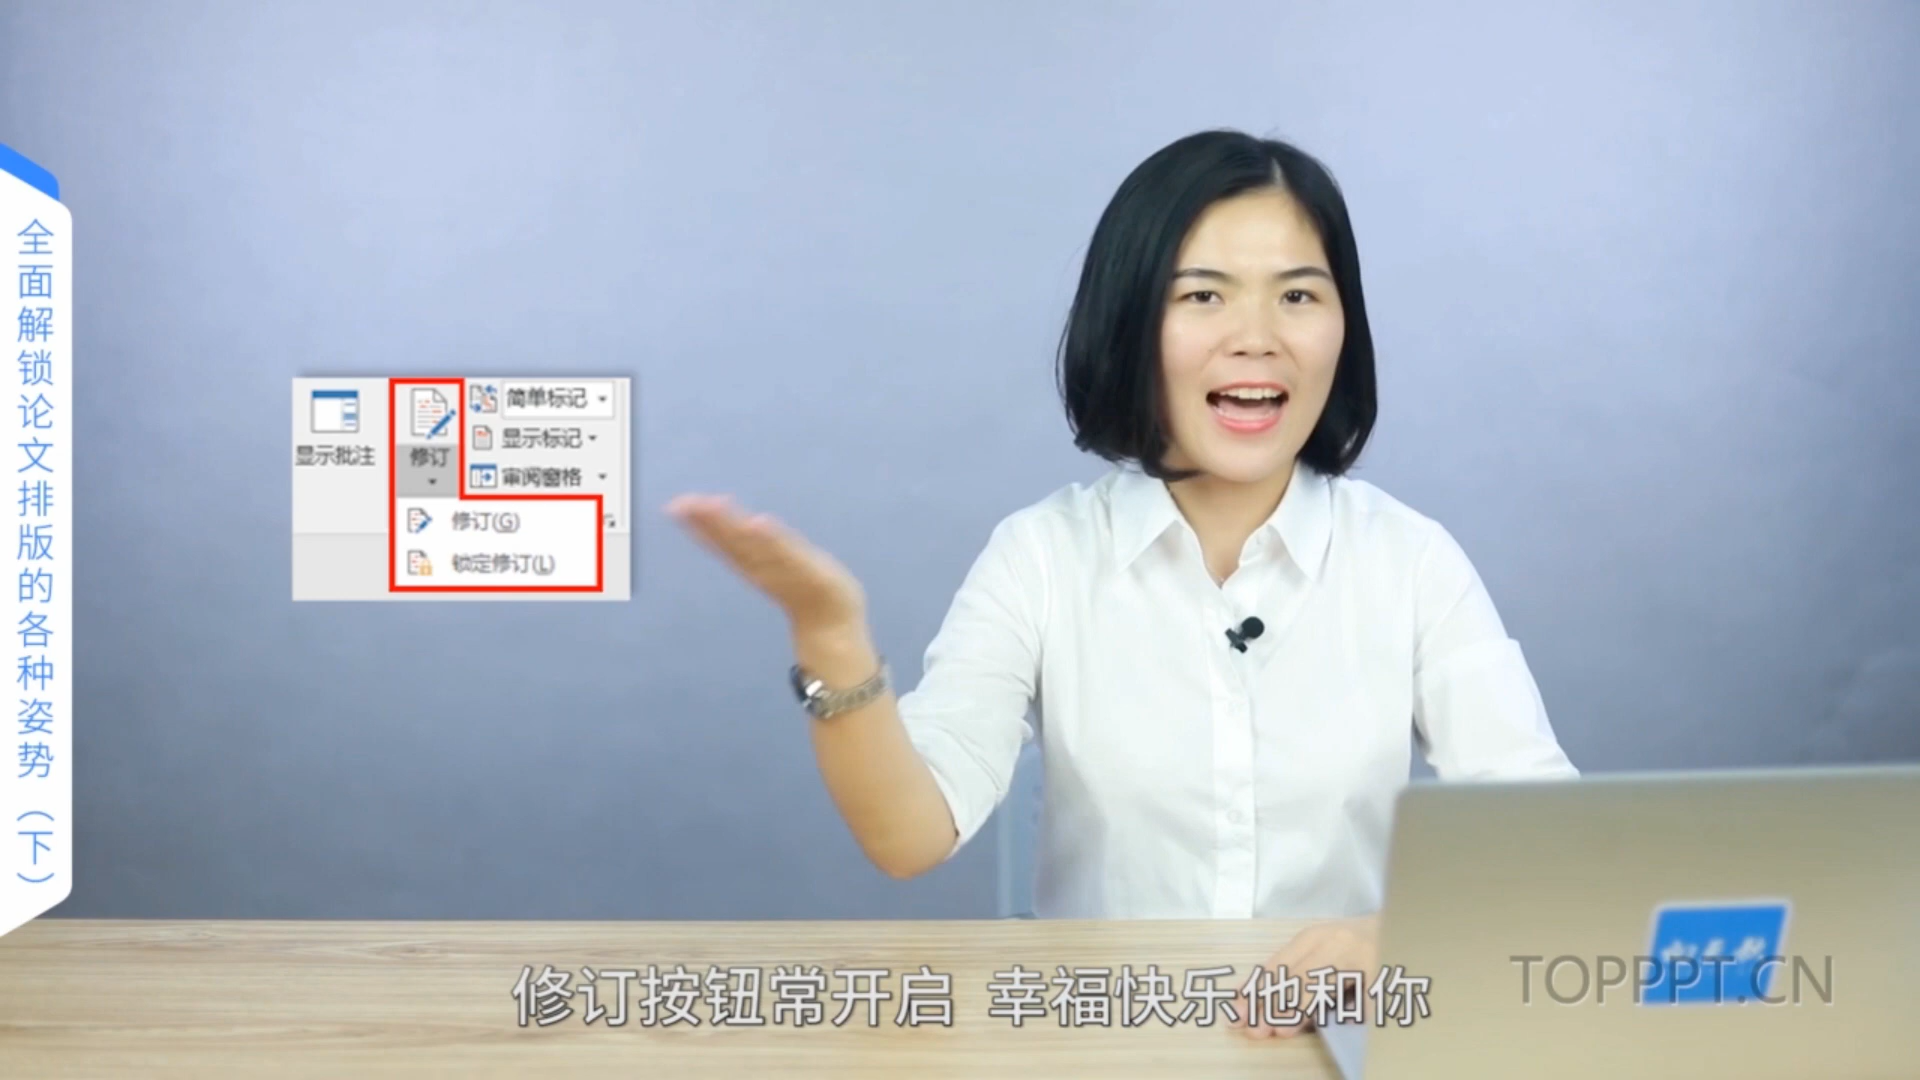 全面解锁论文排版的各种姿势（下）
显示批注
修订
简单标记
显示标记
审阅窗格
修订(G)
锁定修订(L)
修订按钮常开启 幸福快乐他和你
TOPPPT.CN